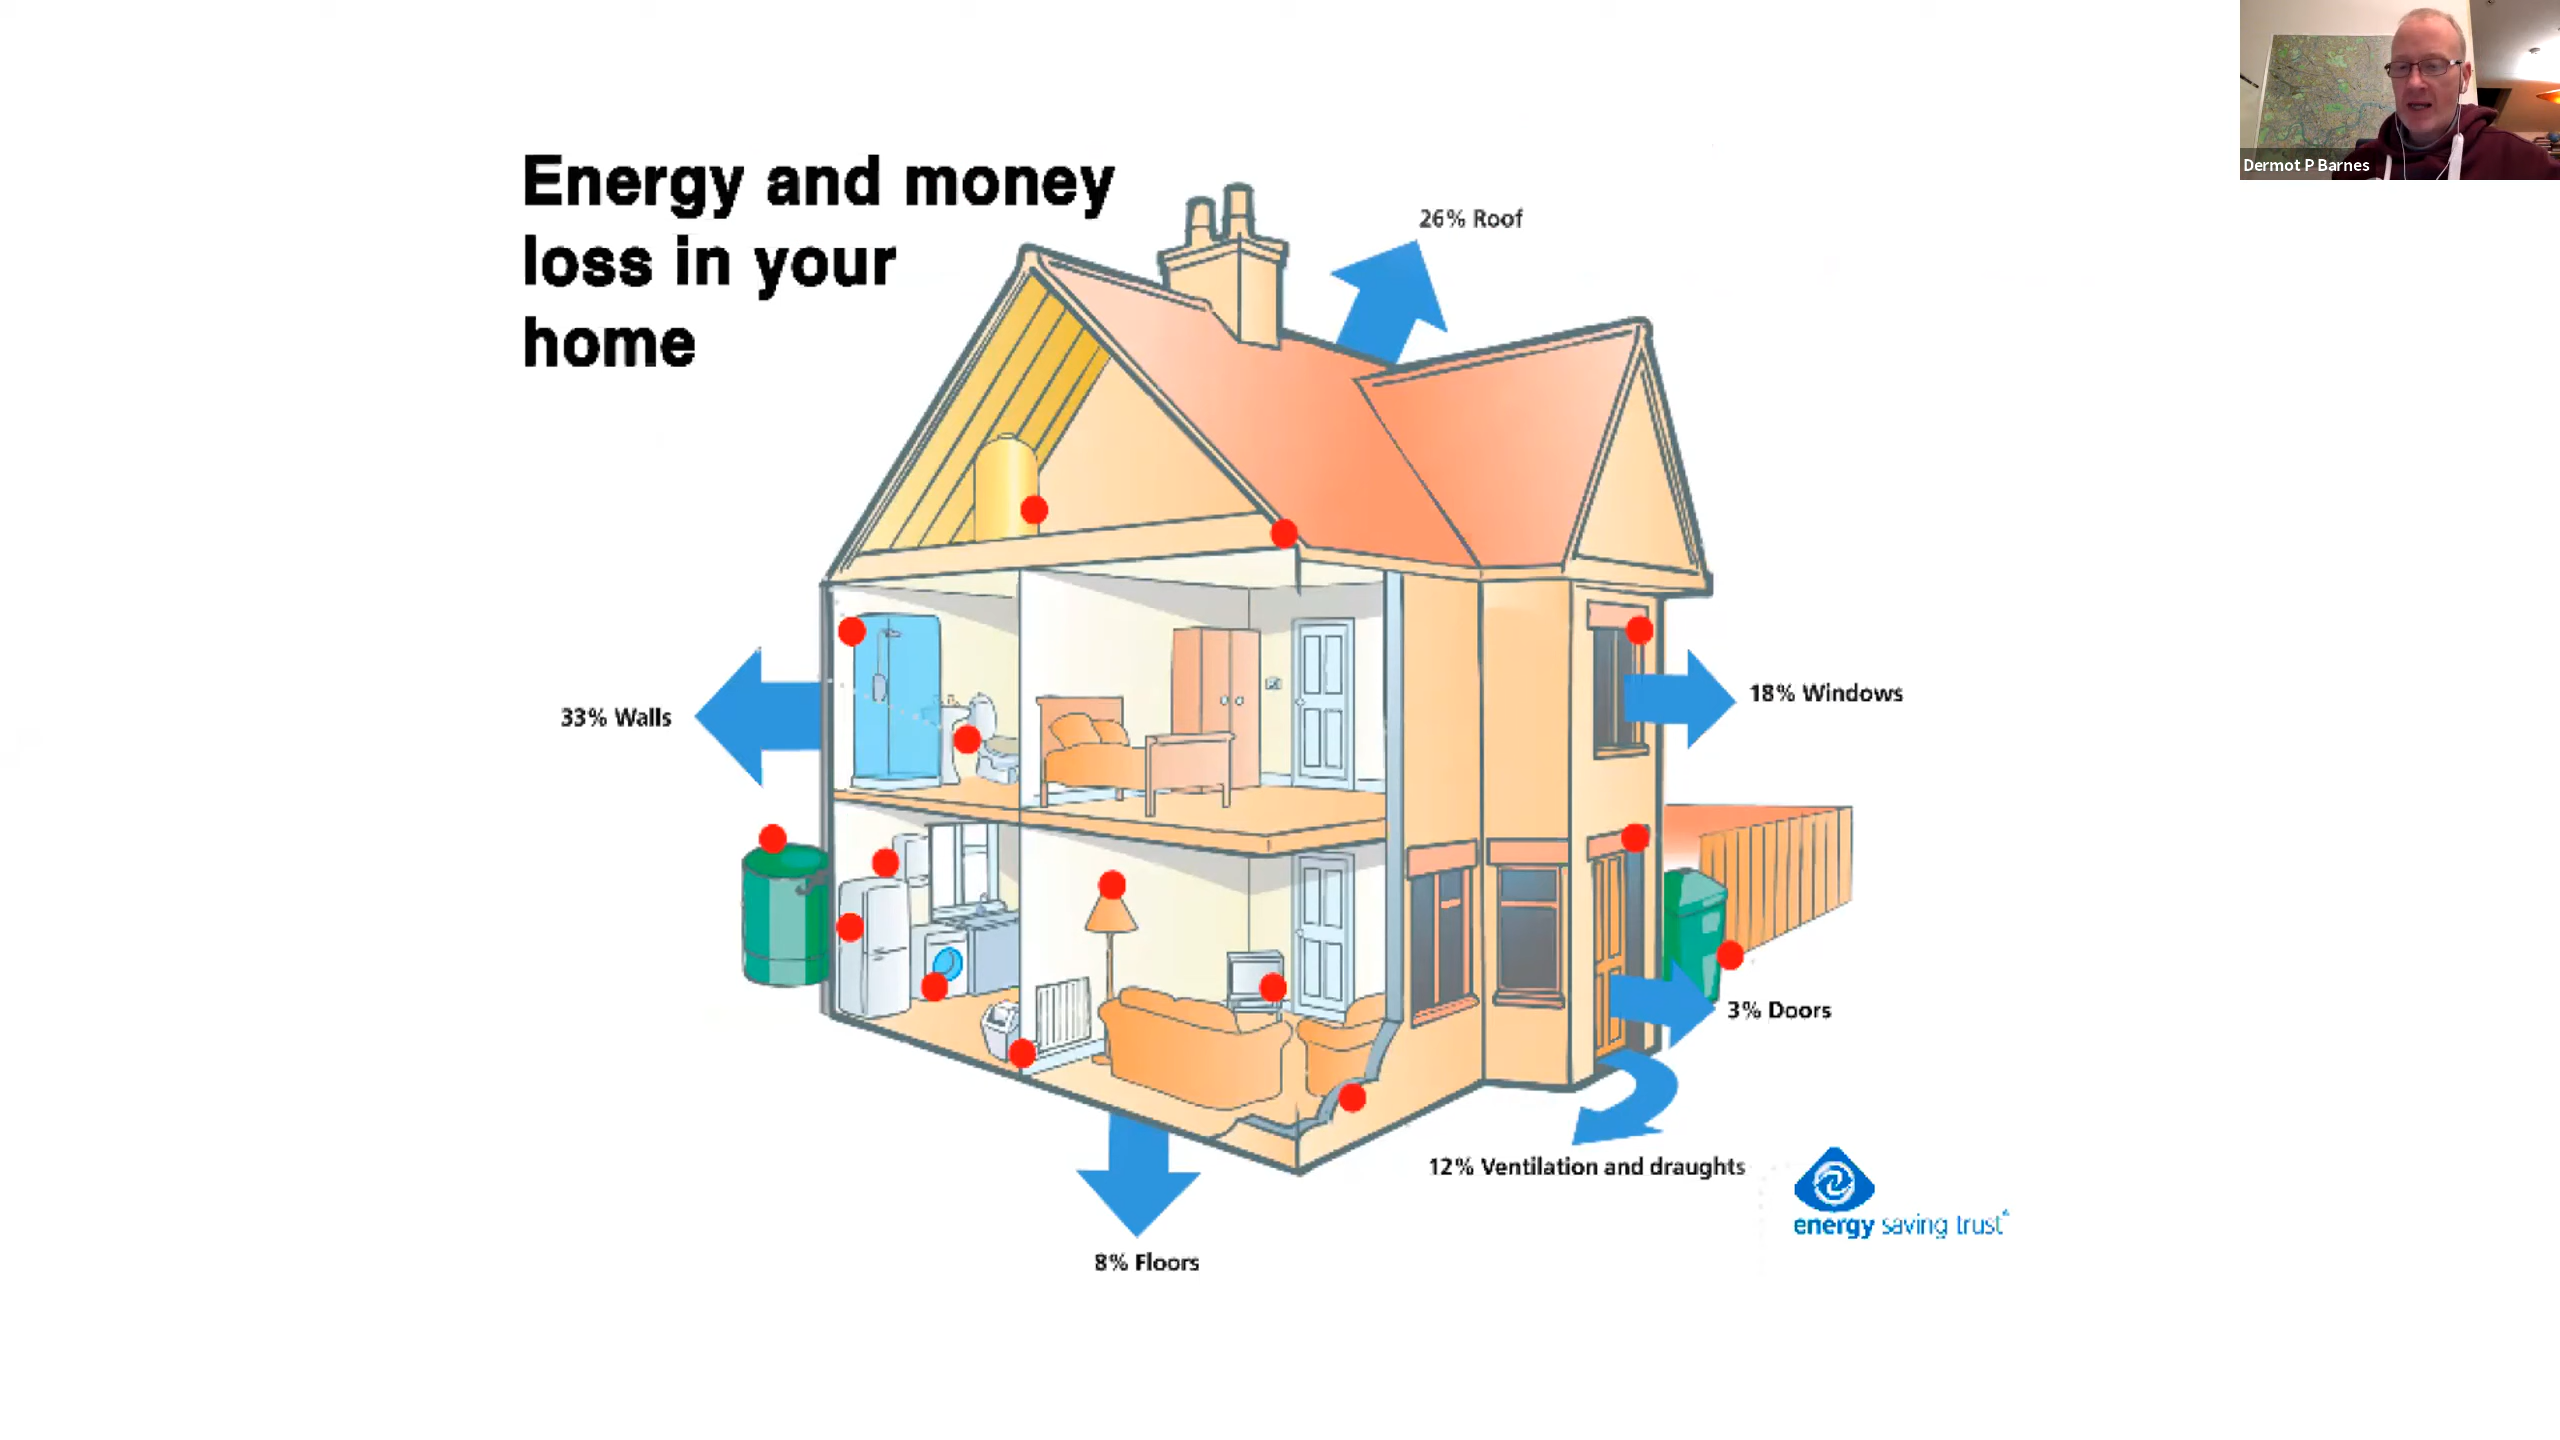 Dermot P Barnes
Energy and money
loss in your
home
26% Roof
33% Walls
18% Windows
3% Doors
12% Ventilation and draughts
8% Floors
energy saving trust